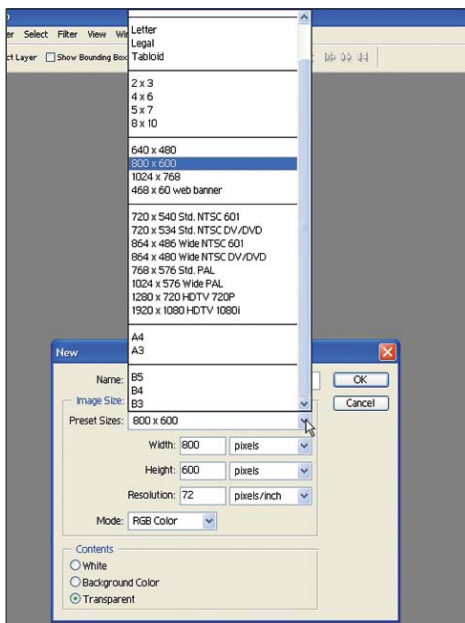 Select Filter View
ct Layer Show Bounding Box
Letter
Legal
Tabloid
2 x 3
4 x 6
5 x 7
8 x 10
640 x 480
800 x 600
1024 x 768
468 x 60 web banner
720 x 540 Std. NTSC 601
720 x 534 Std. NTSC DV/DVD
864 x 486 Wide NTSC 601
864 x 480 Wide NTSC DV/DVD
768 x 576 Std. PAL
1024 x 576 Wide PAL
1280 x 720 HDTV 720P
1920 x 1080 HDTV 1080i
A4
A3
B5
B4
B3
New
Name:
OK
Image Size:
Cancel
Preset Sizes: 800 x 600
Width: 800 pixels
Height: 600 pixels
Resolution: 72 pixels/inch
Mode: RGB Color
Contents
White
Background Color
Transparent